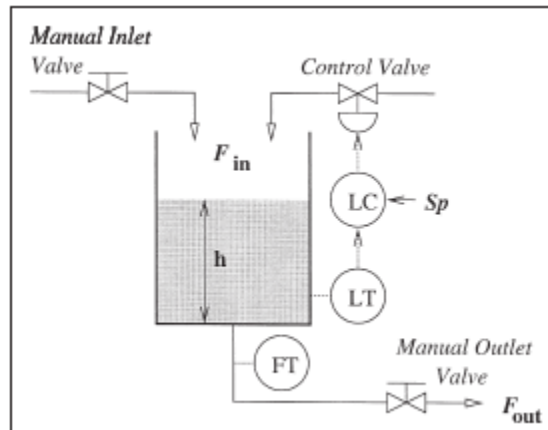 Manual Inlet
Valve
Control Valve
F in
LC
Sp
h
LT
FT
Manual Outlet
Valve
F out